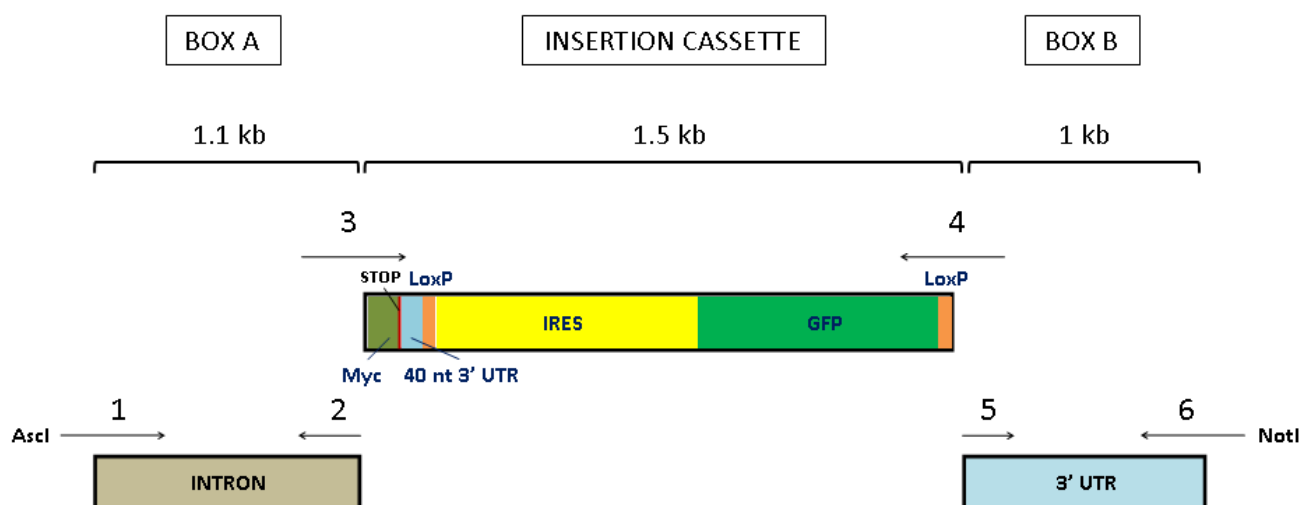 BOX A INSERTION CASSETTE BOX B
1.1 kb 1.5 kb 1 kb
3 4
STOP LoxP LoxP
IRES GFP
Myc 40 nt 3' UTR
1 2 5 6
AscI NotI
INTRON 3' UTR